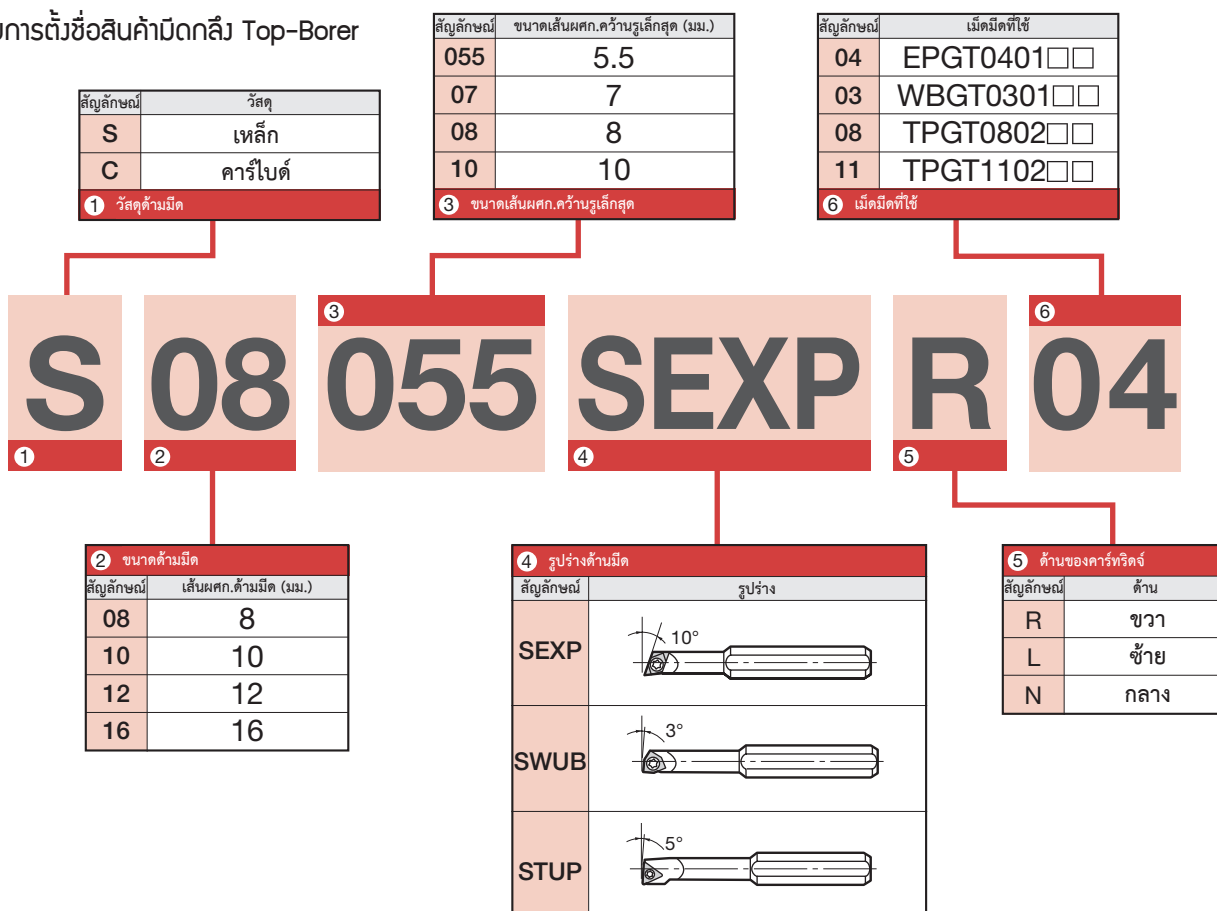 การตั้งชื่อสินค้ามีดกลึง Top-Borer
สัญลักษณ์ วัสดุ
S เหล็ก
C คาร์ไบด์
1 วัสดุด้ามมีด
สัญลักษณ์ ขนาดเส้นผศก.คว้านรูเล็กสุด (มม.)
055 5.5
07 7
08 8
10 10
3 ขนาดเส้นผศก.คว้านรูเล็กสุด
สัญลักษณ์ เม็ดมีดที่ใช้
04 EPGT0401□□
03 WBGT0301□□
08 TPGT0802□□
11 TPGT1102□□
6 เม็ดมีดที่ใช้
3 6
S 08 055 SEXP R 04
1 2 4 5
2 ขนาดด้ามมีด
สัญลักษณ์ เส้นผศก.ด้ามมีด (มม.)
08 8
10 10
12 12
16 16
4 รูปร่างด้านมีด
สัญลักษณ์ รูปร่าง
SEXP 10°
SWUB 3°
STUP 5°
5 ด้านของคาร์ทริดจ์
สัญลักษณ์ ด้าน
R ขวา
L ซ้าย
N กลาง